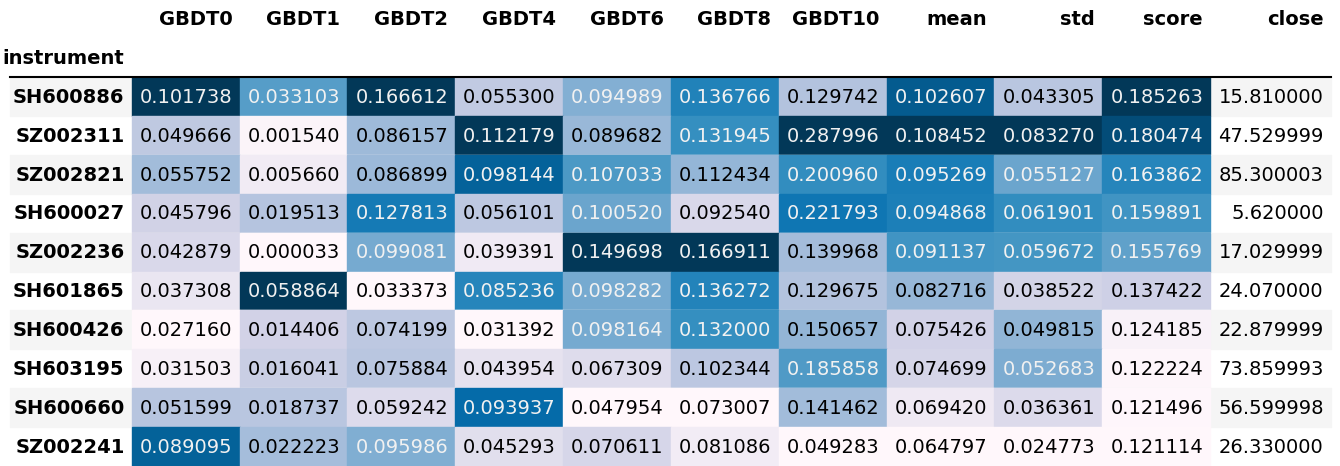 GBDT0 GBDT1 GBDT2 GBDT4 GBDT6 GBDT8 GBDT10 mean std score close
instrument
SH600886 0.101738 0.033103 0.166612 0.055300 0.094989 0.136766 0.129742 0.102607 0.043305 0.185263 15.810000
SZ002311 0.049666 0.001540 0.086157 0.112179 0.089682 0.131945 0.287996 0.108452 0.083270 0.180474 47.529999
SZ002821 0.055752 0.005660 0.086899 0.098144 0.107033 0.112434 0.200960 0.095269 0.055127 0.163862 85.300003
SH600027 0.045796 0.019513 0.127813 0.056101 0.100520 0.092540 0.221793 0.094868 0.061901 0.159891 5.620000
SZ002236 0.042879 0.000033 0.099081 0.039391 0.149698 0.166911 0.139968 0.091137 0.059672 0.155769 17.029999
SH601865 0.037308 0.058864 0.033373 0.085236 0.098282 0.136272 0.129675 0.082716 0.038522 0.137422 24.070000
SH600426 0.027160 0.014406 0.074199 0.031392 0.098164 0.132000 0.150657 0.075426 0.049815 0.124185 22.879999
SH603195 0.031503 0.016041 0.075884 0.043954 0.067309 0.102344 0.185858 0.074699 0.052683 0.122224 73.859993
SH600660 0.051599 0.018737 0.059242 0.093937 0.047954 0.073007 0.141462 0.069420 0.036361 0.121496 56.599998
SZ002241 0.089095 0.022223 0.095986 0.045293 0.070611 0.081086 0.049283 0.064797 0.024773 0.121114 26.330000